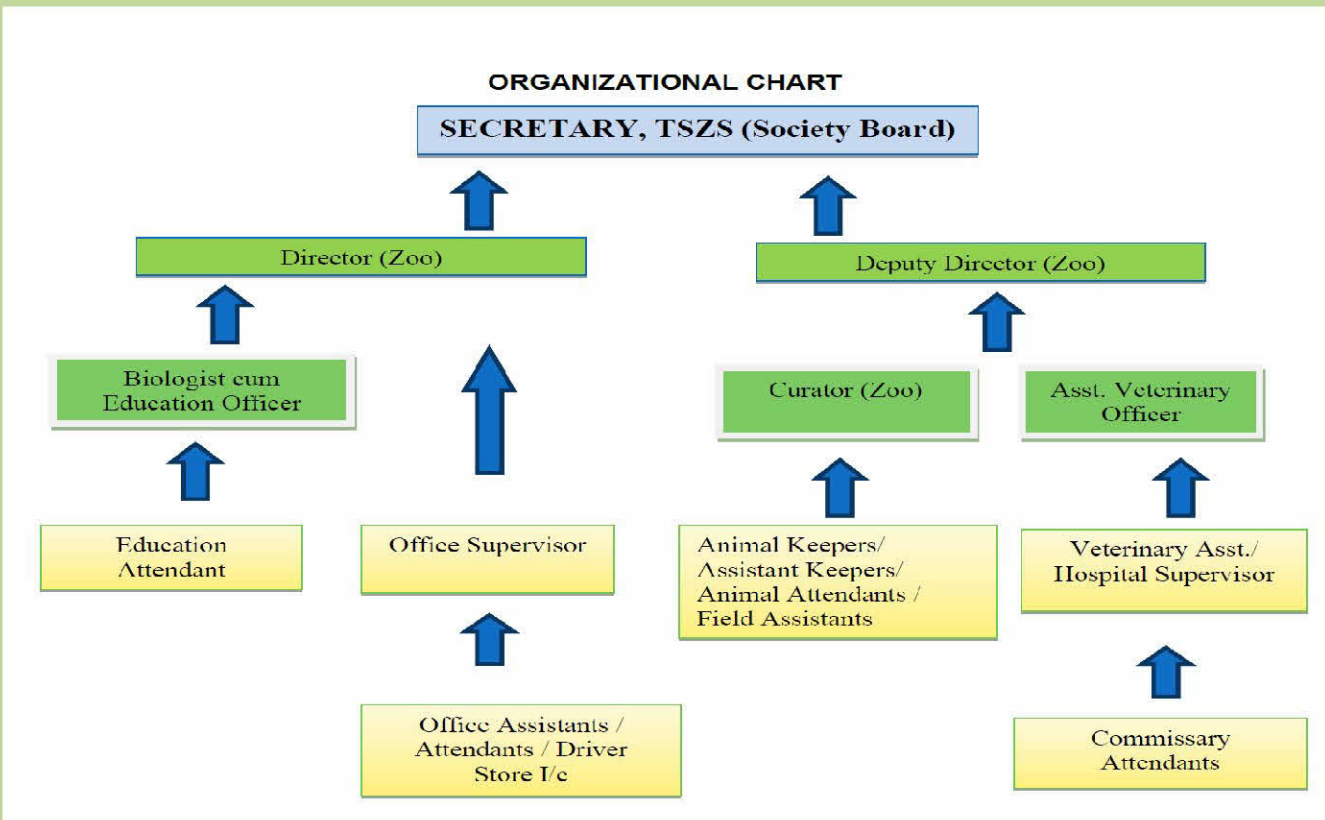 ORGANIZATIONAL CHART
SECRETARY, TSZS (Society Board)
Director (Zoo)
Deputy Director (Zoo)
Biologist cum
Education Officer
Curator (Zoo)
Asst. Veterinary
Officer
Education
Attendant
Office Supervisor
Animal Keepers/
Assistant Keepers/
Animal Attendants /
Field Assistants
Veterinary Asst./
Hospital Supervisor
Office Assistants /
Attendants / Driver
Store I/c
Commissary
Attendants